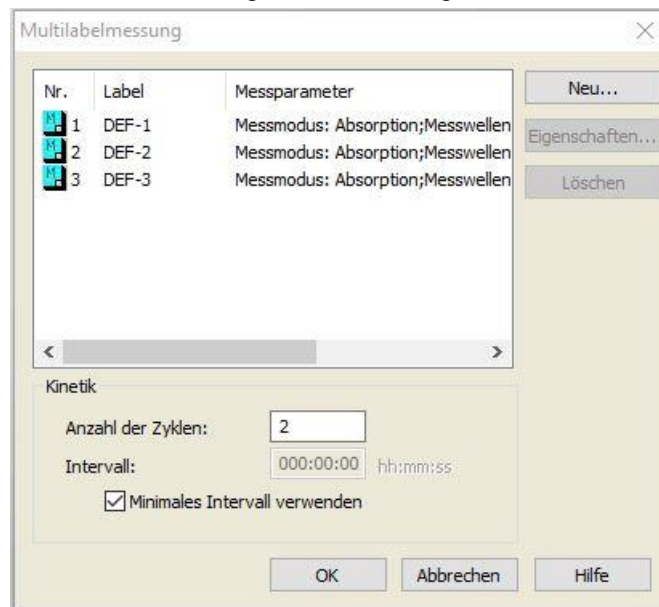 Multilabelmessung
Nr. Label Messparameter Neu...
1 DEF-1 Messmodus: Absorption;Messwellen
2 DEF-2 Messmodus: Absorption;Messwellen Eigenschaften...
3 DEF-3 Messmodus: Absorption;Messwellen Löschen
Kinetik
Anzahl der Zyklen: 2
Intervall: 000:00:00 hh:mm:ss
Minimales Intervall verwenden
OK Abbrechen Hilfe